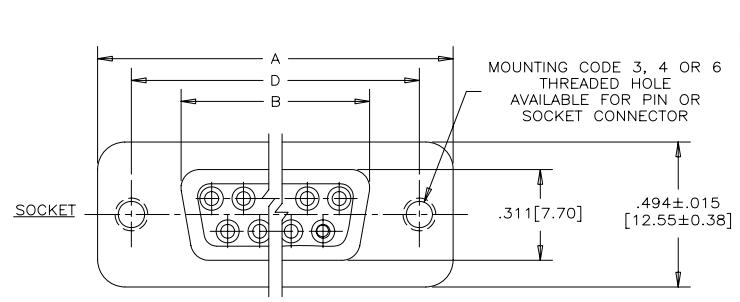 A
D
B
MOUNTING CODE 3, 4 OR 6
THREADED HOLE
AVAILABLE FOR PIN OR
SOCKET CONNECTOR
SOCKET
.311[7.70]
.494±.015
[12.55±0.38]